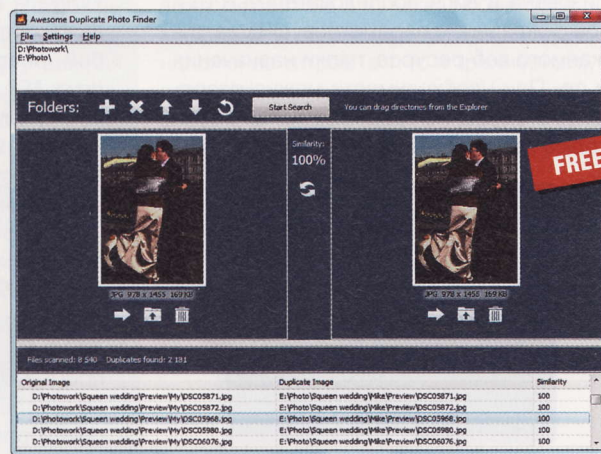 Awesome Duplicate Photo Finder
File Settings Help
D:\Photowork\
E:\Photo\
Folders: Start Search You can drag directories from the Explorer
Similarity:
100%
FREE
JPG 978 x 1455 169 KB JPG 978 x 1455 169 KB
Files scanned: 8 540 Duplicates found: 2 181
Original Image Duplicate Image Similarity
D:\Photowork\Squeen wedding\Preview\My\DSC05871.jpg E:\Photo\Squeen wedding\Mike\Preview\DSC05871.jpg 100
D:\Photowork\Squeen wedding\Preview\My\DSC05872.jpg E:\Photo\Squeen wedding\Mike\Preview\DSC05872.jpg 100
D:\Photowork\Squeen wedding\Preview\My\DSC05968.jpg E:\Photo\Squeen wedding\Mike\Preview\DSC05968.jpg 100
D:\Photowork\Squeen wedding\Preview\My\DSC05980.jpg E:\Photo\Squeen wedding\Mike\Preview\DSC05980.jpg 100
D:\Photowork\Squeen wedding\Preview\My\DSC06076.jpg E:\Photo\Squeen wedding\Mike\Preview\DSC06076.jpg 100